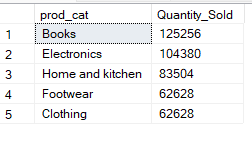 prod_cat Quantity_Sold
1 Books 125256
2 Electronics 104380
3 Home and kitchen 83504
4 Footwear 62628
5 Clothing 62628